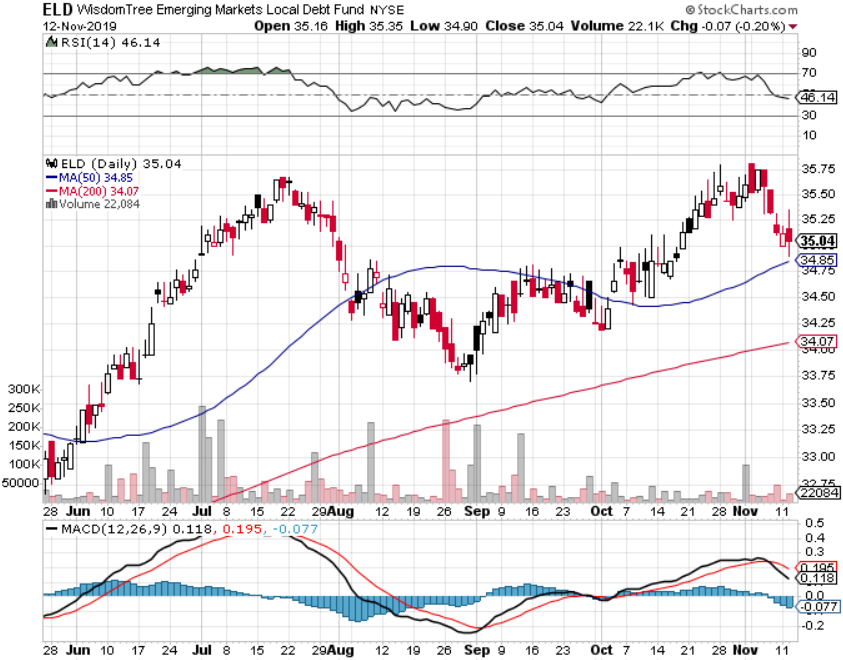 ELD WisdomTree Emerging Markets Local Debt Fund NYSE © StockCharts.com
12-Nov-2019 Open 35.16 High 35.35 Low 34.90 Close 35.04 Volume 22.1K Chg -0.07 (-0.20%)
RSI(14) 46.14
90
70
46.14
30
10
ELD (Daily) 35.04
MA(50) 34.85
MA(200) 34.07
Volume 22,084
35.75
35.50
35.25
35.04
34.85
34.75
34.50
34.25
34.07
34.00
33.75
33.50
33.25
33.00
32.75
22084
300K
250K
200K
150K
100K
50000
28 Jun 10 17 24 Jul 8 15 22 29 Aug 12 19 26 Sep 9 16 23 Oct 7 14 21 28 Nov 11
MACD(12,26,9) 0.118, 0.195, -0.077
0.5
0.4
0.3
0.195
0.118
0.0
-0.077
-0.2
28 Jun 10 17 24 Jul 8 15 22 29 Aug 12 19 26 Sep 9 16 23 Oct 7 14 21 28 Nov 11